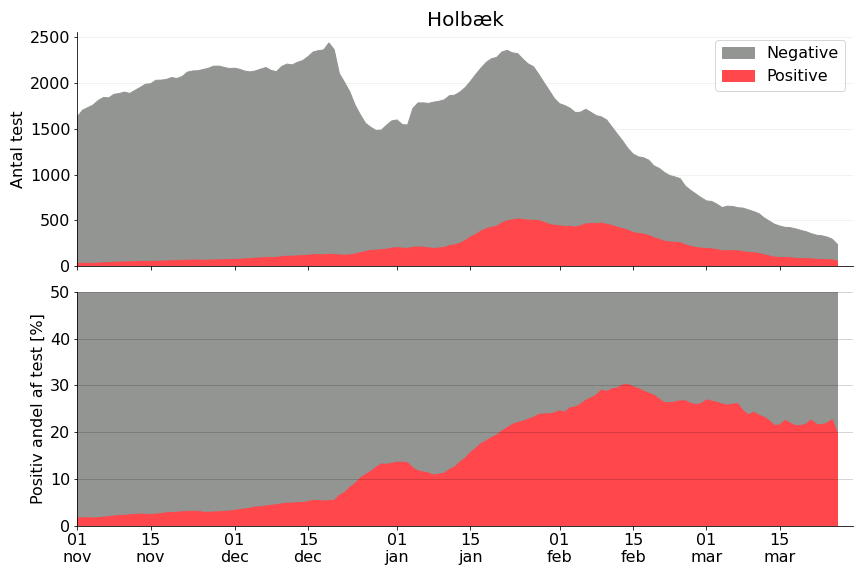 Holbæk
Antal test
2500
2000
1500
1000
500
0
Negative
Positive
Positiv andel af test [%]
50
40
30
20
10
0
01 15 01 15 01 15 01 15 01 15
nov nov dec dec jan jan feb feb mar mar